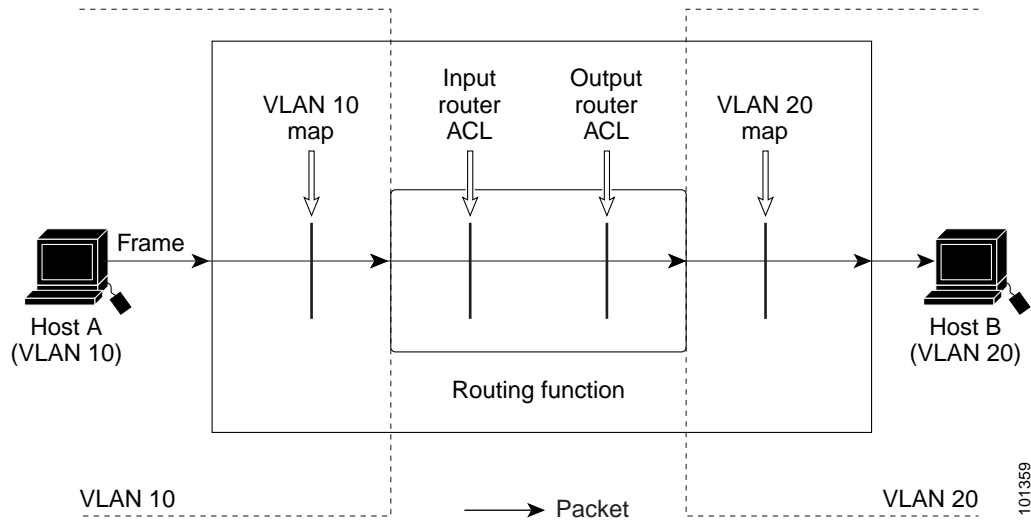 VLAN 10
map
Input
router
ACL
Output
router
ACL
VLAN 20
map
Frame
Host A
(VLAN 10)
Host B
(VLAN 20)
Routing function
VLAN 10
Packet
VLAN 20
101359